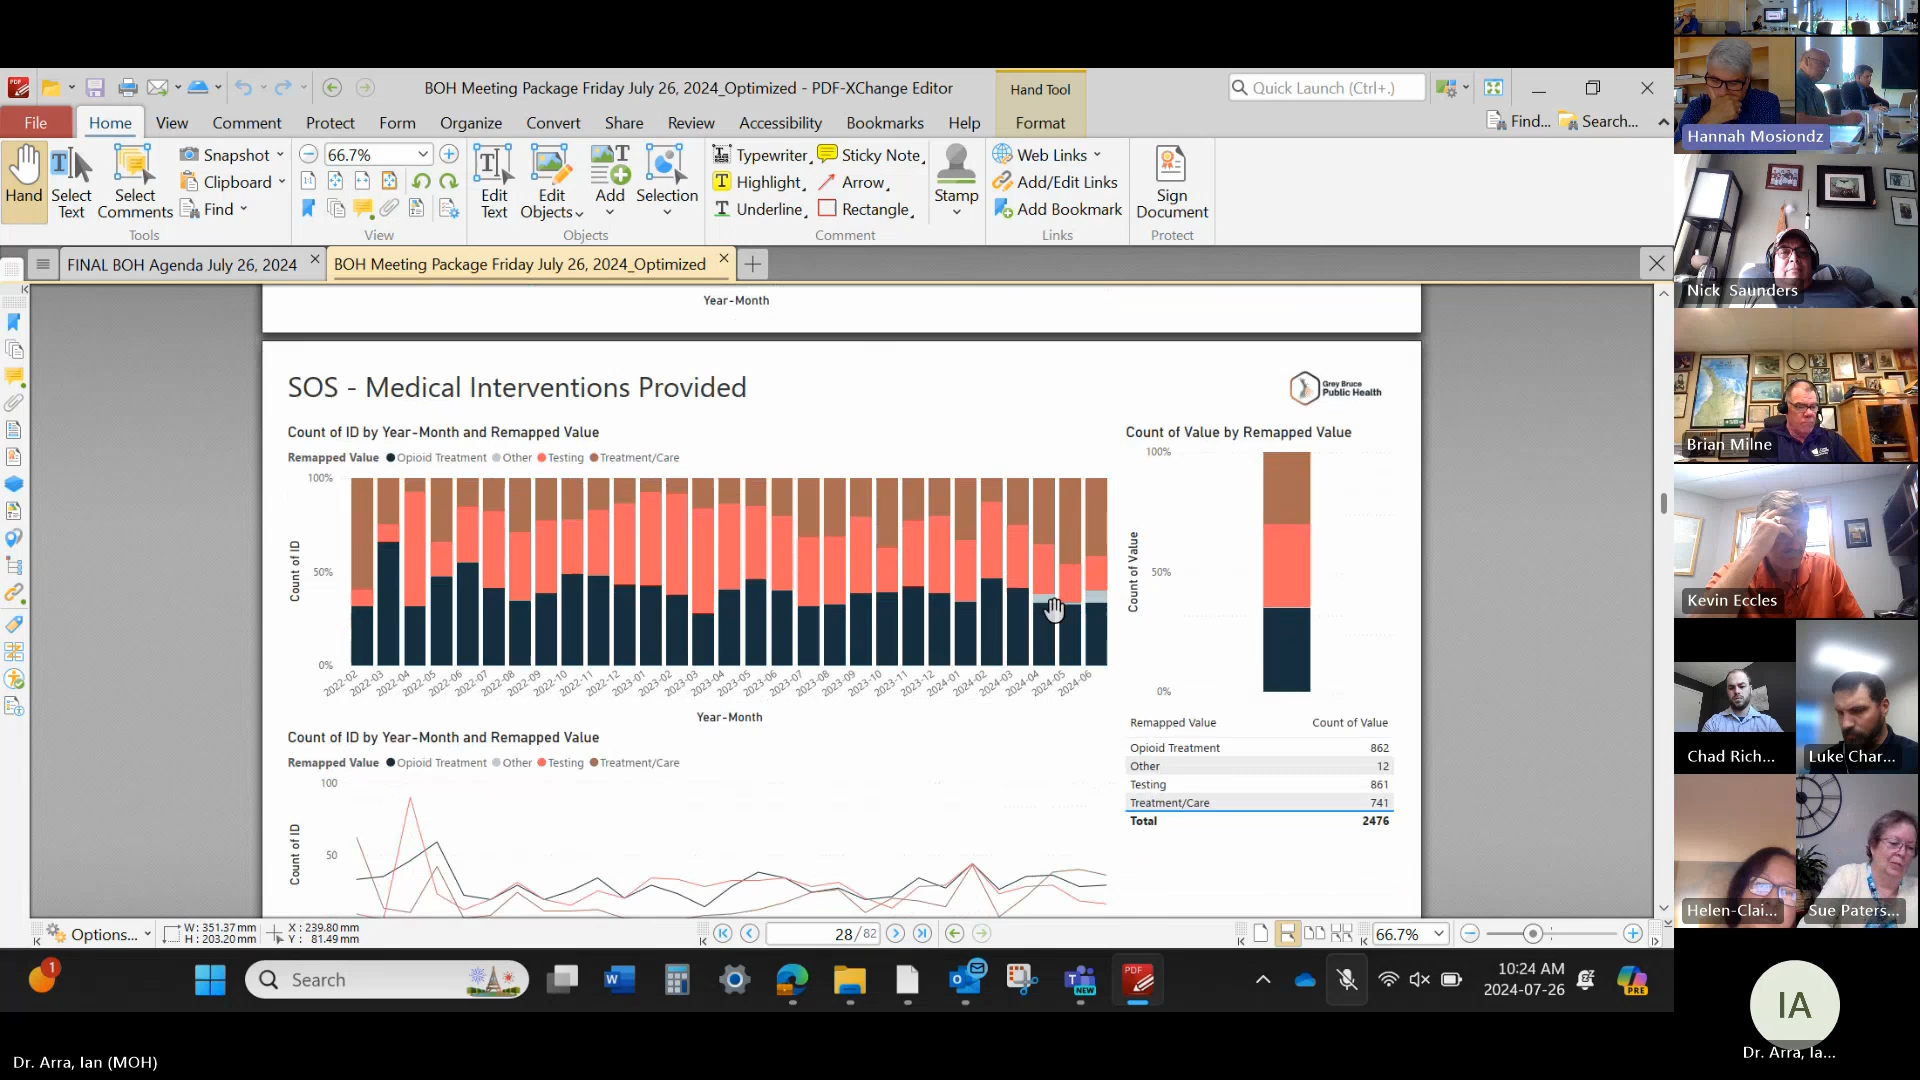 BOH Meeting Package Friday July 26, 2024_Optimized - PDF-XChange Editor
Hand Tool
Quick Launch (Ctrl+.)
File Home View Comment Protect Form Organize Convert Share Review Accessibility Bookmarks Help Format
Find... Search...
Hand
Select Text
Select Comments
Snapshot
Clipboard
Find
Tools
66.7%
View
Edit Text
Edit Objects
Add
Selection
Objects
Typewriter
Highlight
Underline
Sticky Note
Arrow
Rectangle
Stamp
Comment
Web Links
Add/Edit Links
Add Bookmark
Links
Sign Document
Protect
FINAL BOH Agenda July 26, 2024
BOH Meeting Package Friday July 26, 2024_Optimized
Year-Month
SOS - Medical Interventions Provided
Grey Bruce
Public Health
Count of ID by Year-Month and Remapped Value
Remapped Value Opioid Treatment Other Testing Treatment/Care
100%
50%
0%
Count of ID
2022-02 2022-03 2022-04 2022-05 2022-06 2022-07 2022-08 2022-09 2022-10 2022-11 2022-12 2023-01 2023-02 2023-03 2023-04 2023-05 2023-06 2023-07 2023-08 2023-09 2023-10 2023-11 2023-12 2024-01 2024-02 2024-03 2024-04 2024-05 2024-06
Year-Month
Count of Value by Remapped Value
100%
50%
0%
Count of Value
Remapped Value Count of Value
Opioid Treatment 862
Other 12
Testing 861
Treatment/Care 741
Total 2476
Count of ID by Year-Month and Remapped Value
Remapped Value Opioid Treatment Other Testing Treatment/Care
100
50
Count of ID
Options...
W: 351.37 mm
H: 203.20 mm
X: 239.80 mm
Y: 81.49 mm
28 / 82
66.7%
1
Search
PDF
NEW
PRE
10:24 AM
2024-07-26
Hannah Mosiondz
Nick Saunders
Brian Milne
Kevin Eccles
Chad Rich...
Luke Char...
Helen-Clai...
Sue Paters...
IA
Dr. Arra, Ia...
Dr. Arra, Ian (MOH)